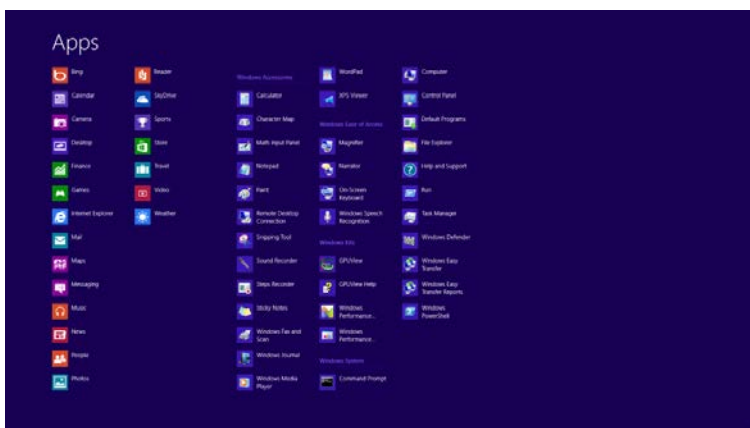 Apps
Bing
Calendar
Camera
Desktop
Finance
Games
Internet Explorer
Mail
Maps
Messaging
Music
News
People
Photos
Reader
SkyDrive
Sports
Store
Travel
Video
Weather
Windows Accessories
Calculator
Character Map
Math Input Panel
Notepad
Paint
Remote Desktop
Connection
Snipping Tool
Sound Recorder
Steps Recorder
Sticky Notes
Windows Fax and
Scan
Windows Journal
Windows Media
Player
WordPad
XPS Viewer
Windows Ease of Access
Magnifier
Narrator
On-Screen
Keyboard
Windows Speech
Recognition
Windows Kits
GPUView
GPUView Help
Windows
Performance...
Windows
Performance...
Windows System
Command Prompt
Computer
Control Panel
Default Programs
File Explorer
Help and Support
Run
Task Manager
Windows Defender
Windows Easy
Transfer
Windows Easy
Transfer Reports
Windows
PowerShell